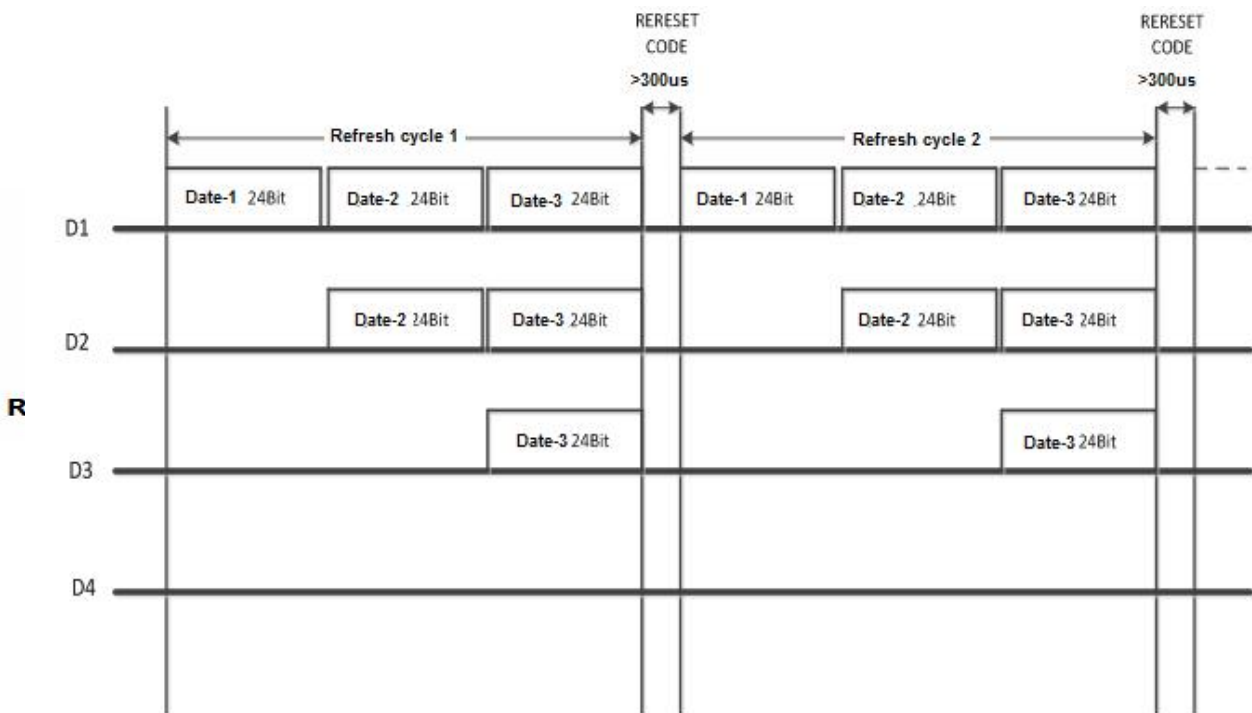 RERESET
CODE
>300us
RERESET
CODE
>300us
Refresh cycle 1
Refresh cycle 2
Date-1 24Bit
Date-2 24Bit
Date-3 24Bit
Date-1 24Bit
Date-2 .24Bit
Date-3 24Bit
D1
Date-2 24Bit
Date-3 24Bit
Date-2 24Bit
Date-3 24Bit
D2
R
Date-3 24Bit
Date-3 24Bit
D3
D4